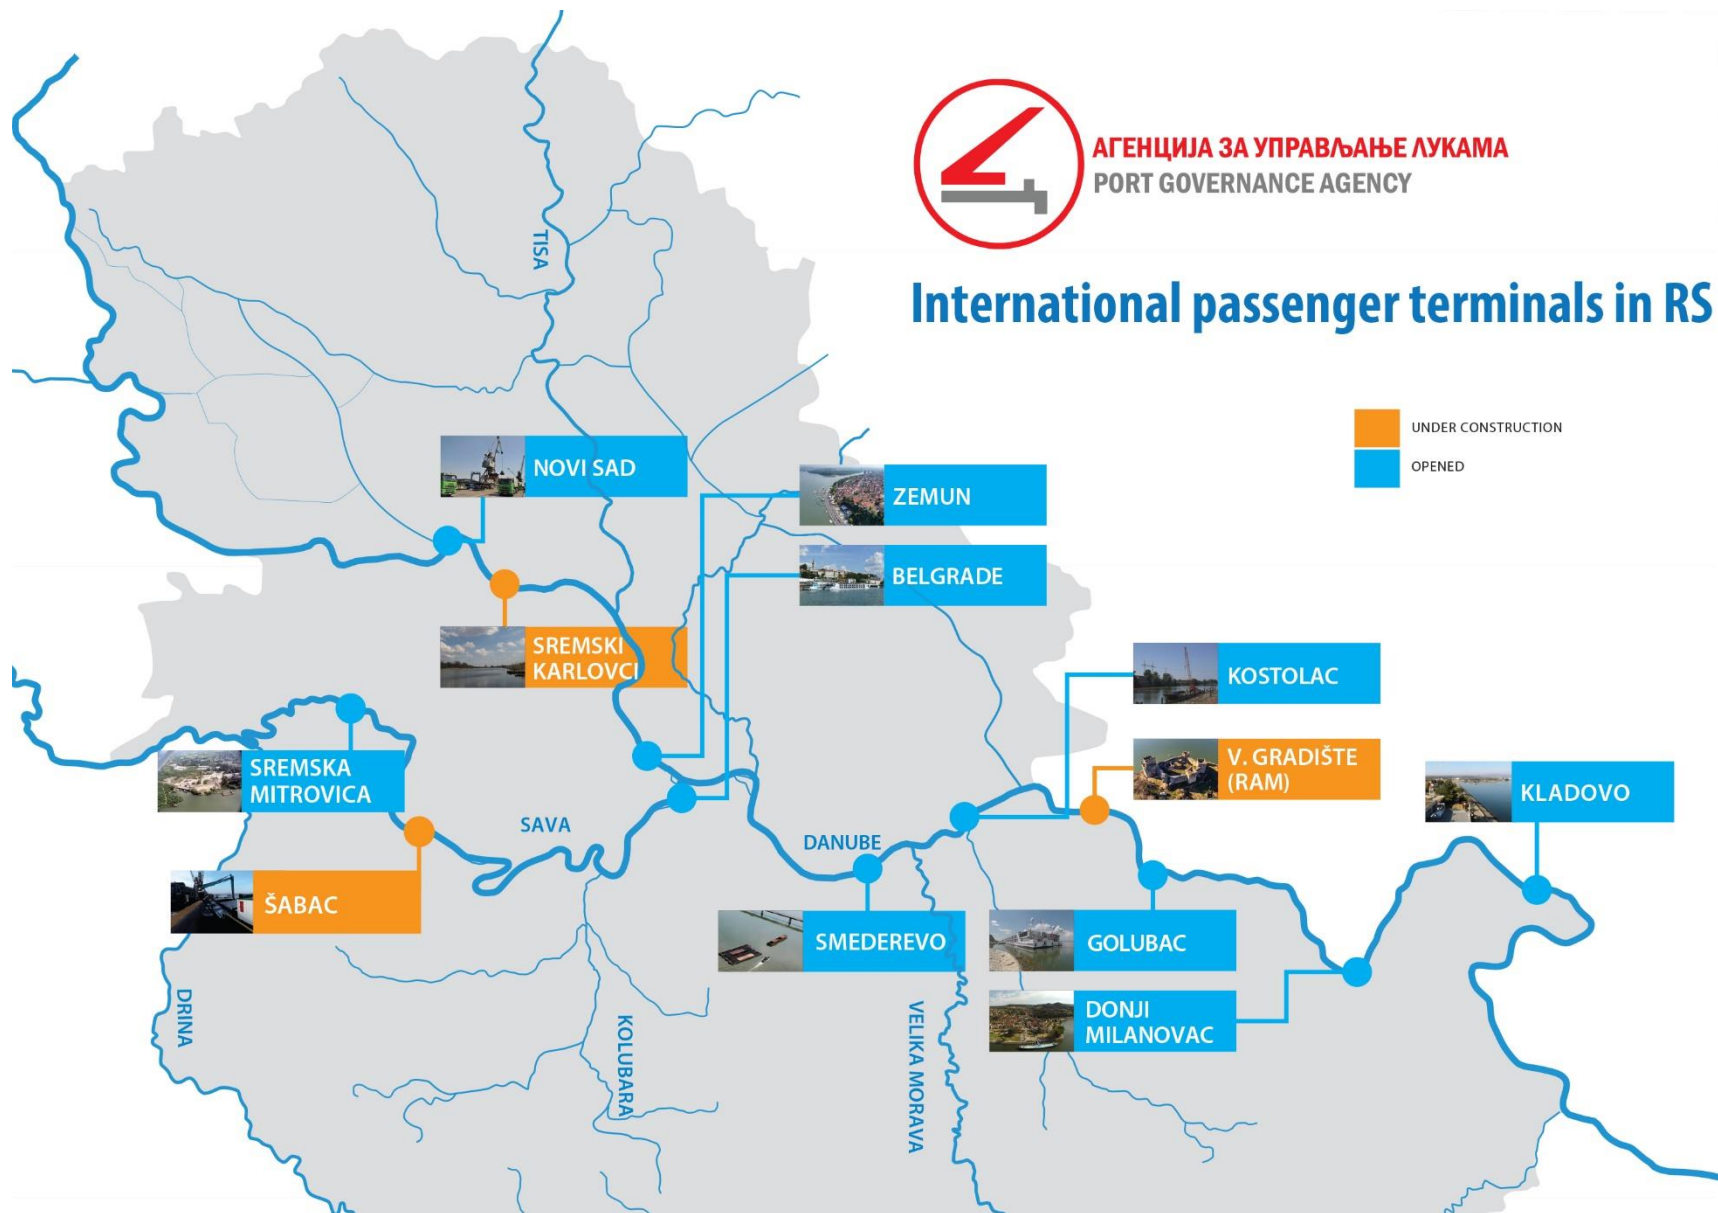 АГЕНЦИЈА ЗА УПРАВЉАЊЕ ЛУКАМА
PORT GOVERNANCE AGENCY
International passenger terminals in RS
UNDER CONSTRUCTION
OPENED
TISA
NOVI SAD
ZEMUN
BELGRADE
SREMSKI
KARLOVCI
KOSTOLAC
V. GRADIŠTE
(RAM)
KLADOVO
SREMSKA
MITROVICA
SAVA
DANUBE
ŠABAC
SMEDEREVO
GOLUBAC
DONJI
MILANOVAC
DRINA
KOLUBARA
VELIKA MORAVA